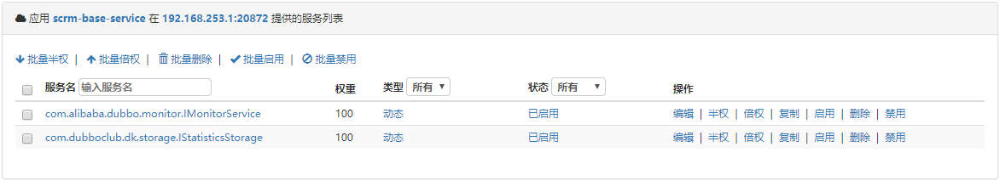 应用 scrm-base-service 在 192.168.253.1:20872 提供的服务列表
批量半权 | 批量倍权 | 批量删除 | 批量启用 | 批量禁用
服务名 输入服务名 权重 类型 所有 状态 所有 操作
com.alibaba.dubbo.monitor.IMonitorService 100 动态 已启用 编辑 | 半权 | 倍权 | 复制 | 启用 | 删除 | 禁用
com.dubboclub.dk.storage.IStatisticsStorage 100 动态 已启用 编辑 | 半权 | 倍权 | 复制 | 启用 | 删除 | 禁用